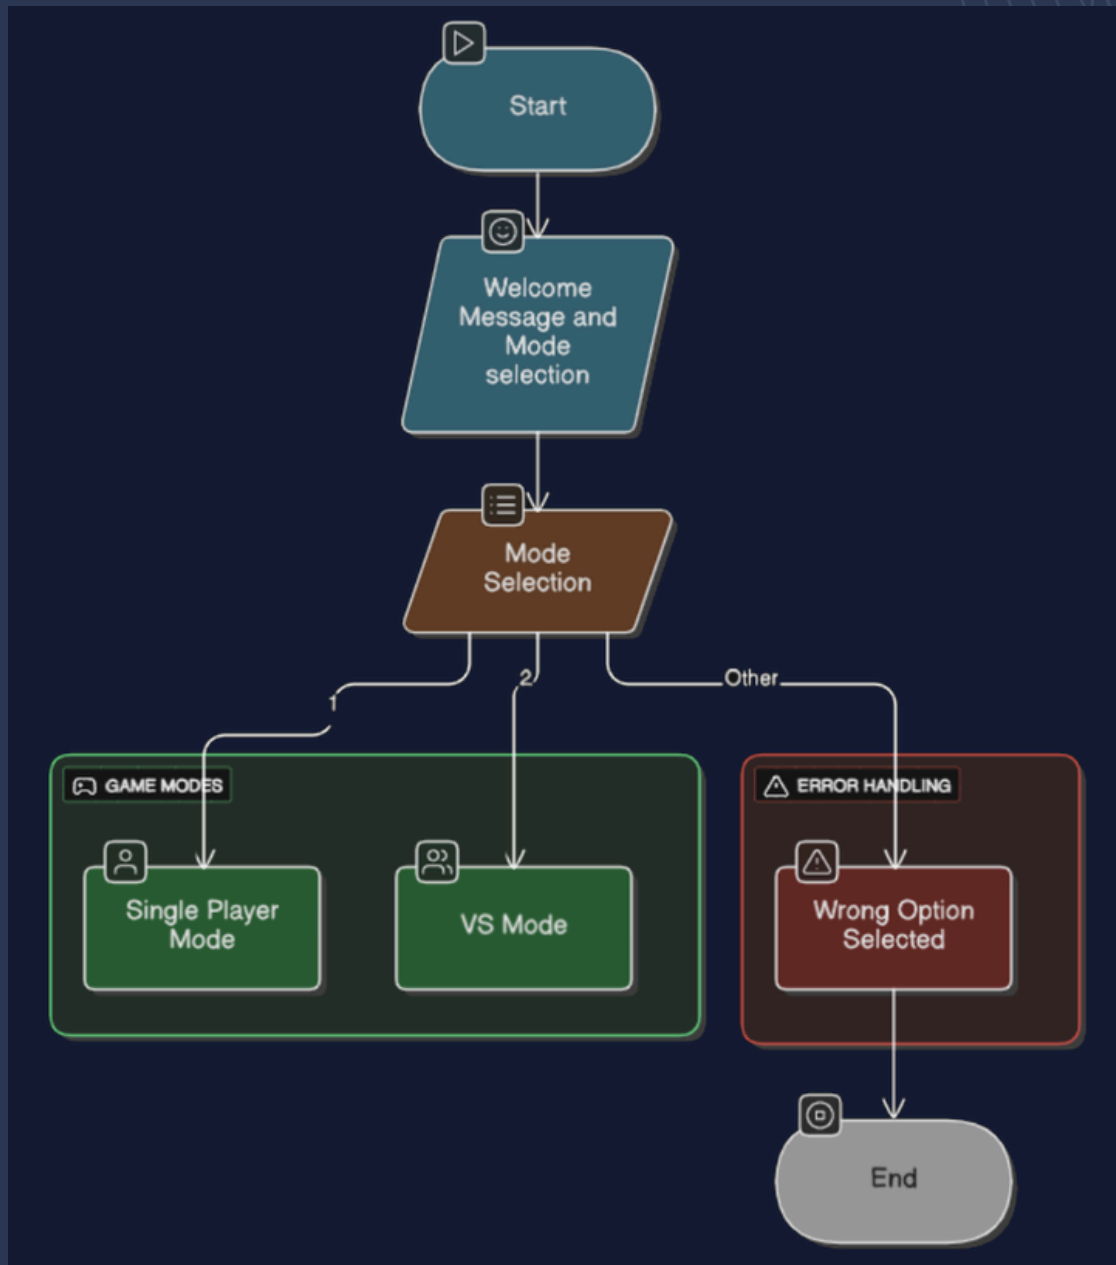 Start
Welcome
Message and
Mode
selection
Mode
Selection
1
2
Other
GAME MODES
ERROR HANDLING
Single Player
Mode
VS Mode
Wrong Option
Selected
End